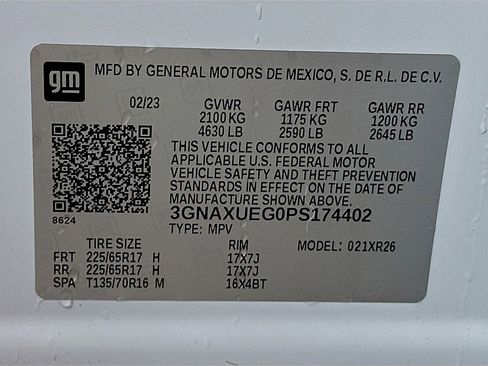 gm MFD BY GENERAL MOTORS DE MEXICO, S. DE R.L. DE C.V.
02/23 GVWR GAWR FRT GAWR RR
2100 KG 1175 KG 1200 KG
4630 LB 2590 LB 2645 LB
THIS VEHICLE CONFORMS TO ALL
APPLICABLE U.S. FEDERAL MOTOR
VEHICLE SAFETY AND THEFT PREVENTION
STANDARDS IN EFFECT ON THE DATE OF
MANUFACTURE SHOWN ABOVE.
8624 3GNAXUEG0PS174402
TYPE: MPV
TIRE SIZE RIM MODEL: 021XR26
FRT 225/65R17 H 17X7J
RR 225/65R17 H 17X7J
SPA T135/70R16 M 16X4BT